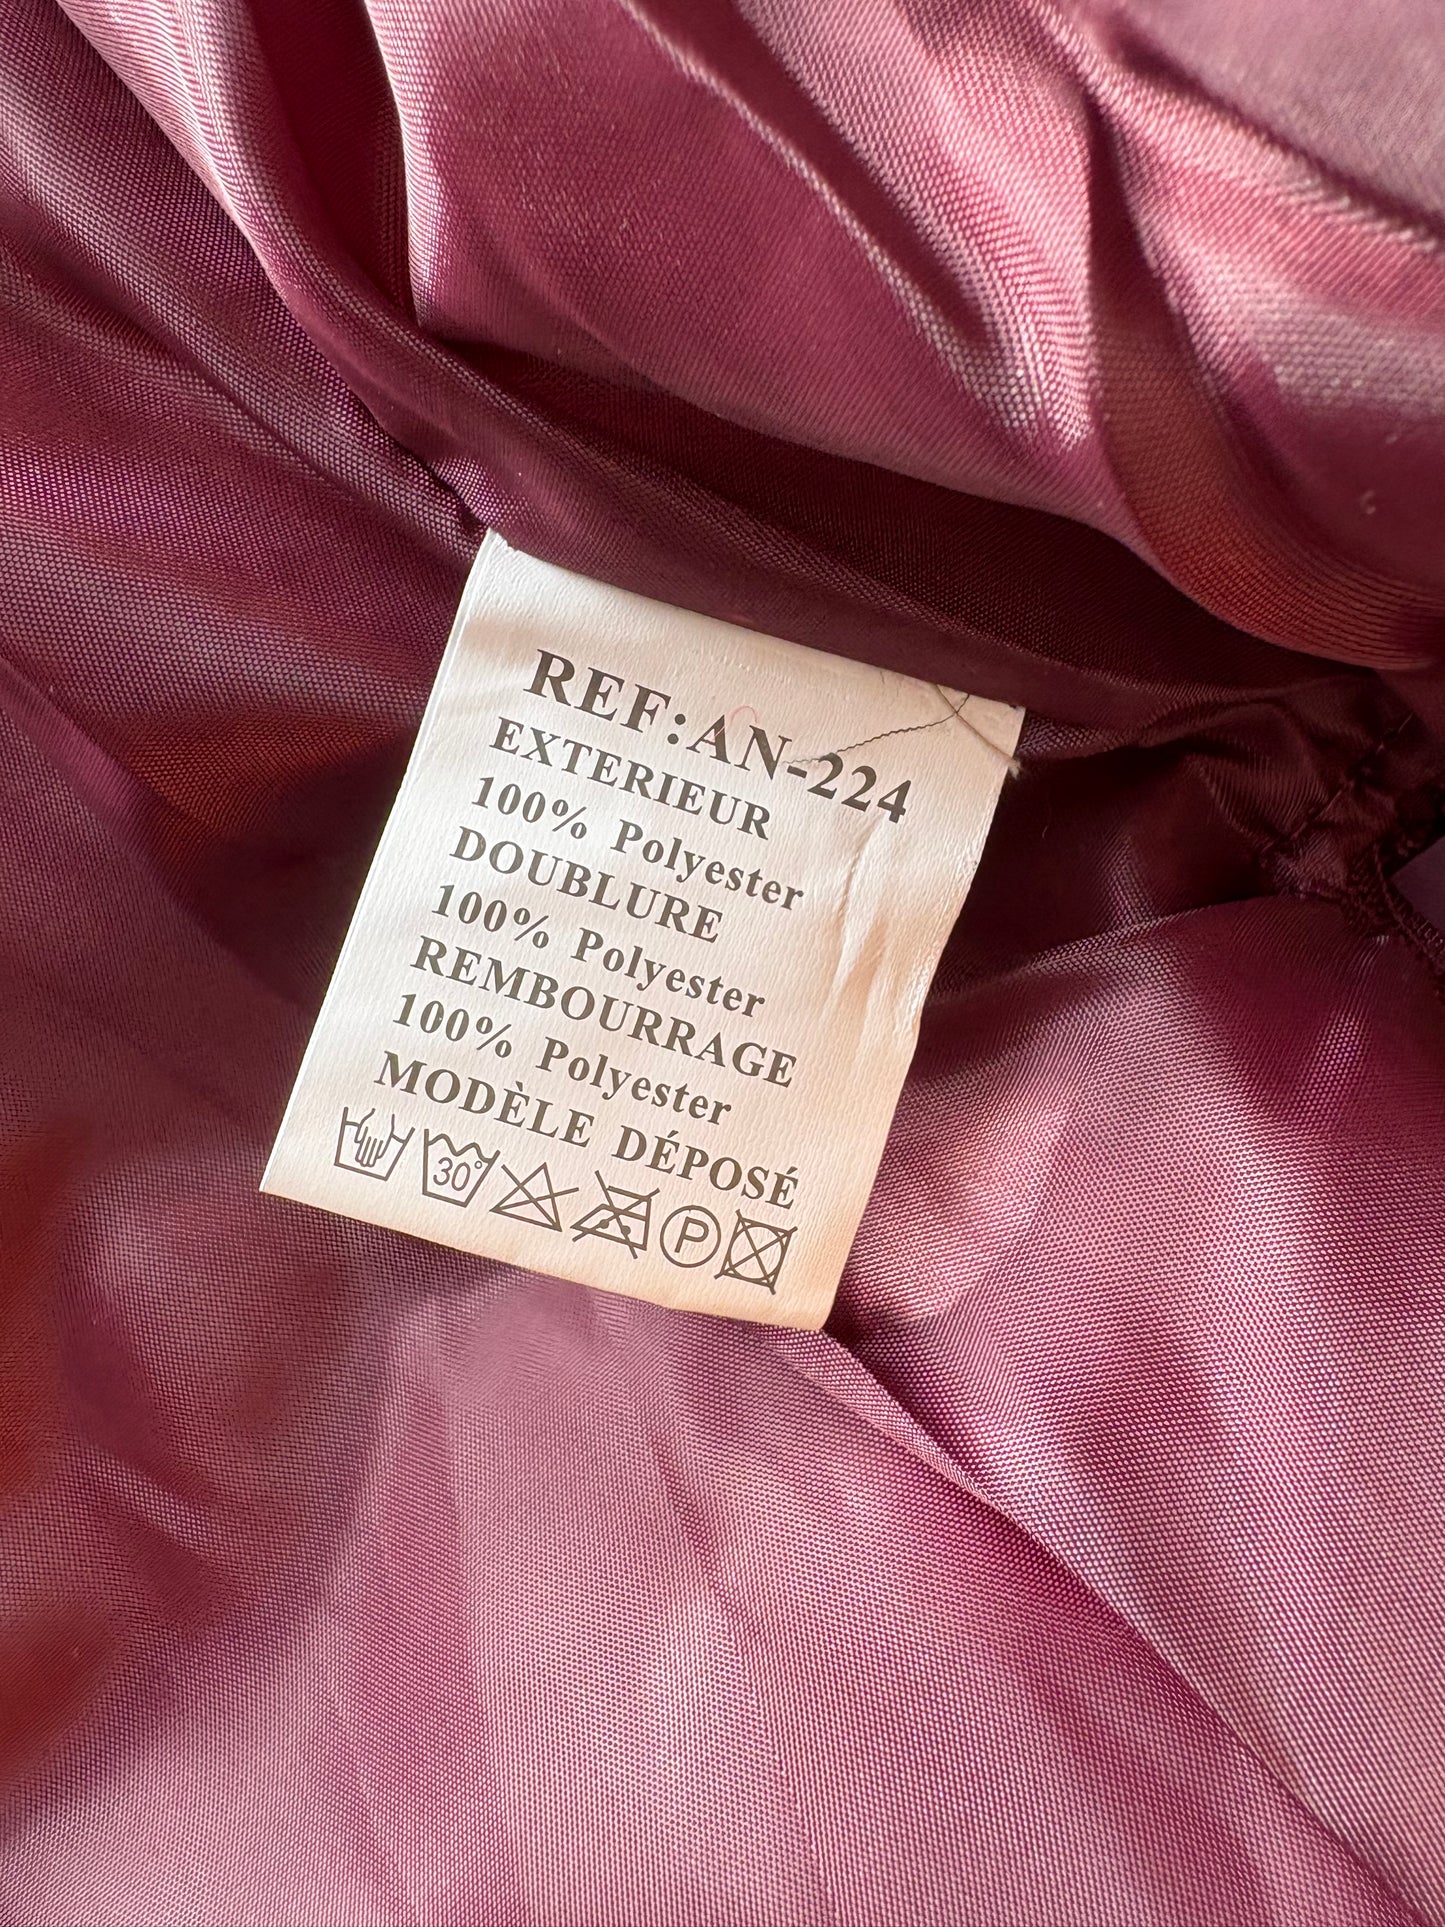 REF:AN-224
EXTERIEUR
100% Polyester
DOUBLURE
100% Polyester
REMBOURRAGE
100% Polyester
MODÈLE DÉPOSÉ
30°
P